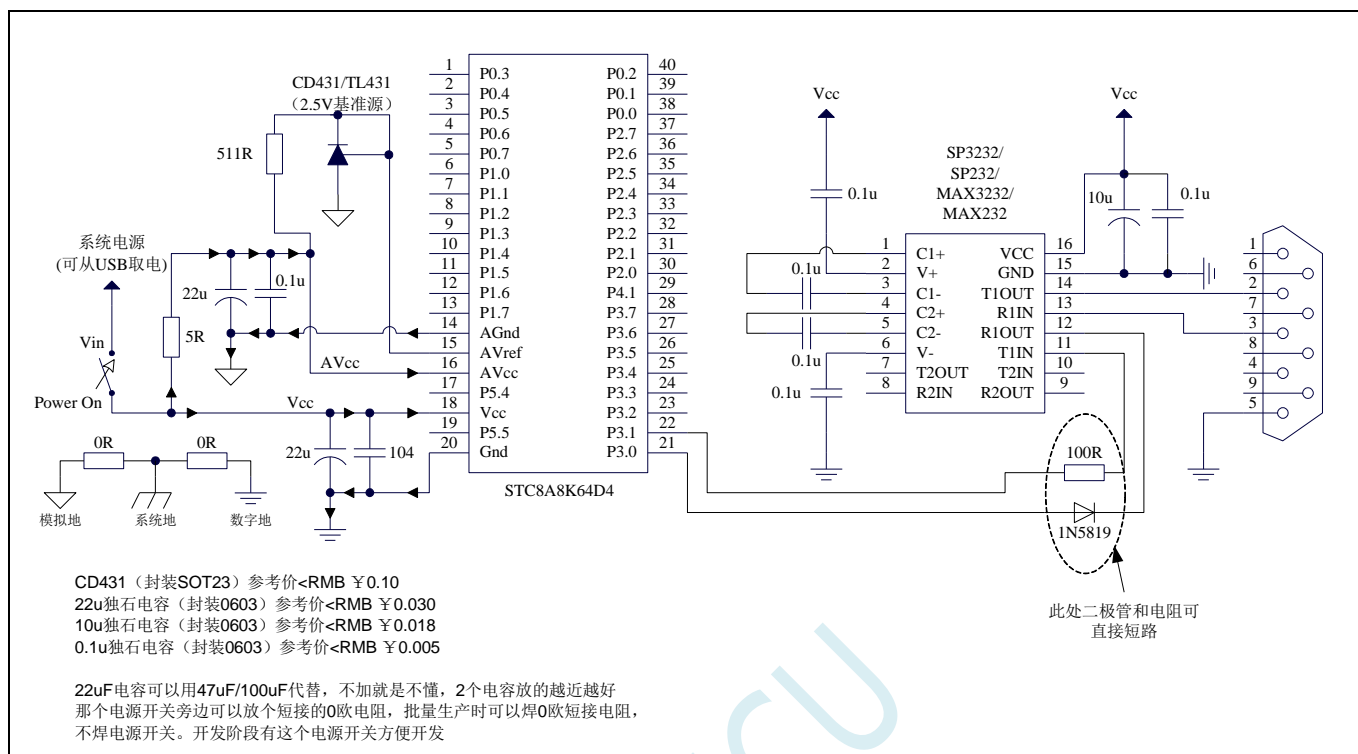 CD431/TL431
（2.5V基准源）
511R
系统电源
(可从USB取电)
22u
0.1u
5R
Vin
AVcc
Power On
Vcc
0R
0R
22u
104
模拟地
系统地
数字地
1 P0.3
2 P0.4
3 P0.5
4 P0.6
5 P0.7
6 P1.0
7 P1.1
8 P1.2
9 P1.3
10 P1.4
11 P1.5
12 P1.6
13 P1.7
14 AGnd
15 AVref
16 AVcc
17 P5.4
18 Vcc
19 P5.5
20 Gnd
P0.2 40
P0.1 39
P0.0 38
P2.7 37
P2.6 36
P2.5 35
P2.4 34
P2.3 33
P2.2 32
P2.1 31
P2.0 30
P4.1 29
P3.7 28
P3.6 27
P3.5 26
P3.4 25
P3.3 24
P3.2 23
P3.1 22
P3.0 21
STC8A8K64D4
Vcc
0.1u
0.1u
0.1u
0.1u
SP3232/
SP232/
MAX3232/
MAX232
1 C1+
2 V+
3 C1-
4 C2+
5 C2-
6 V-
7 T2OUT
8 R2IN
VCC 16
GND 15
T1OUT 14
R1IN 13
R1OUT 12
T1IN 11
T2IN 10
R2OUT 9
Vcc
10u
0.1u
1
6
2
7
3
8
4
9
5
100R
1N5819
此处二极管和电阻可
直接短路
CD431（封装SOT23）参考价<RMB ￥0.10
22u独石电容（封装0603）参考价<RMB ￥0.030
10u独石电容（封装0603）参考价<RMB ￥0.018
0.1u独石电容（封装0603）参考价<RMB ￥0.005
22uF电容可以用47uF/100uF代替，不加就是不懂，2个电容放的越近越好
那个电源开关旁边可以放个短接的0欧电阻，批量生产时可以焊0欧短接电阻，
不焊电源开关。开发阶段有这个电源开关方便开发